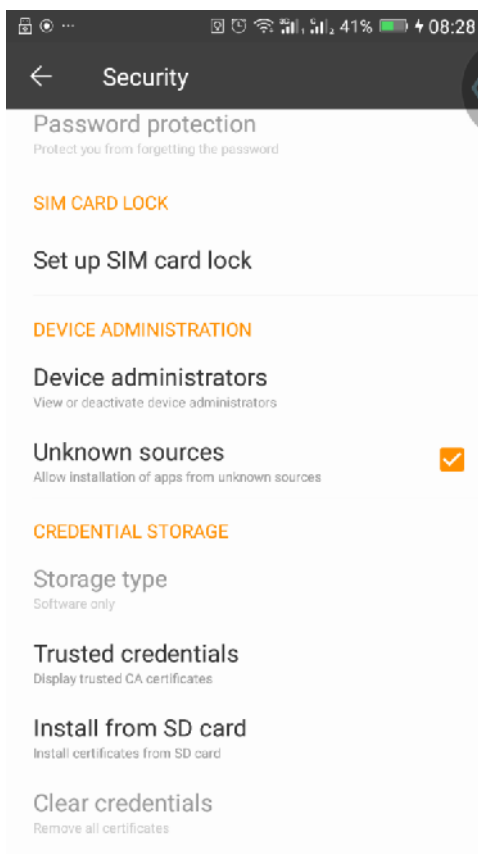 41% 08:28
Security
Password protection
Protect you from forgetting the password
SIM CARD LOCK
Set up SIM card lock
DEVICE ADMINISTRATION
Device administrators
View or deactivate device administrators
Unknown sources
Allow installation of apps from unknown sources
CREDENTIAL STORAGE
Storage type
Software only
Trusted credentials
Display trusted CA certificates
Install from SD card
Install certificates from SD card
Clear credentials
Remove all certificates